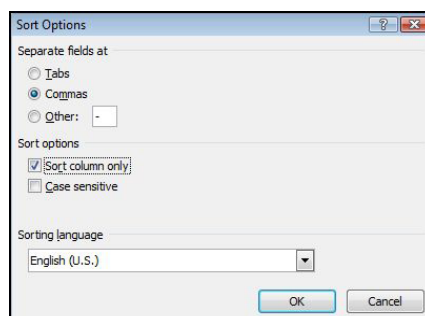 Sort Options
Separate fields at
Tabs
Commas
Other: -
Sort options
Sort column only
Case sensitive
Sorting language
English (U.S.)
OK Cancel